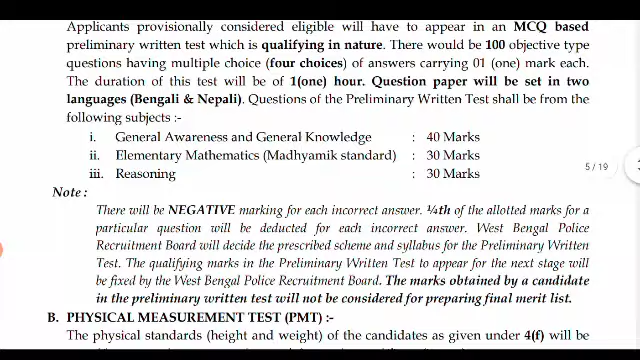 Applicants provisionally considered eligible will have to appear in an MCQ based
preliminary written test which is qualifying in nature. There would be 100 objective type
questions having multiple choice (four choices) of answers carrying 01 (one) mark each.
The duration of this test will be of 1(one) hour. Question paper will be set in two
languages (Bengali & Nepali). Questions of the Preliminary Written Test shall be from the
following subjects :-
i. General Awareness and General Knowledge : 40 Marks
ii. Elementary Mathematics (Madhyamik standard) : 30 Marks
iii. Reasoning : 30 Marks
5 / 19
Note :
There will be NEGATIVE marking for each incorrect answer. ¼th of the allotted marks for a
particular question will be deducted for each incorrect answer. West Bengal Police
Recruitment Board will decide the prescribed scheme and syllabus for the Preliminary Written
Test. The qualifying marks in the Preliminary Written Test to appear for the next stage will
be fixed by the West Bengal Police Recruitment Board. The marks obtained by a candidate
in the preliminary written test will not be considered for preparing final merit list.
B. PHYSICAL MEASUREMENT TEST (PMT) :-
The physical standards (height and weight) of the candidates as given under 4(f) will be